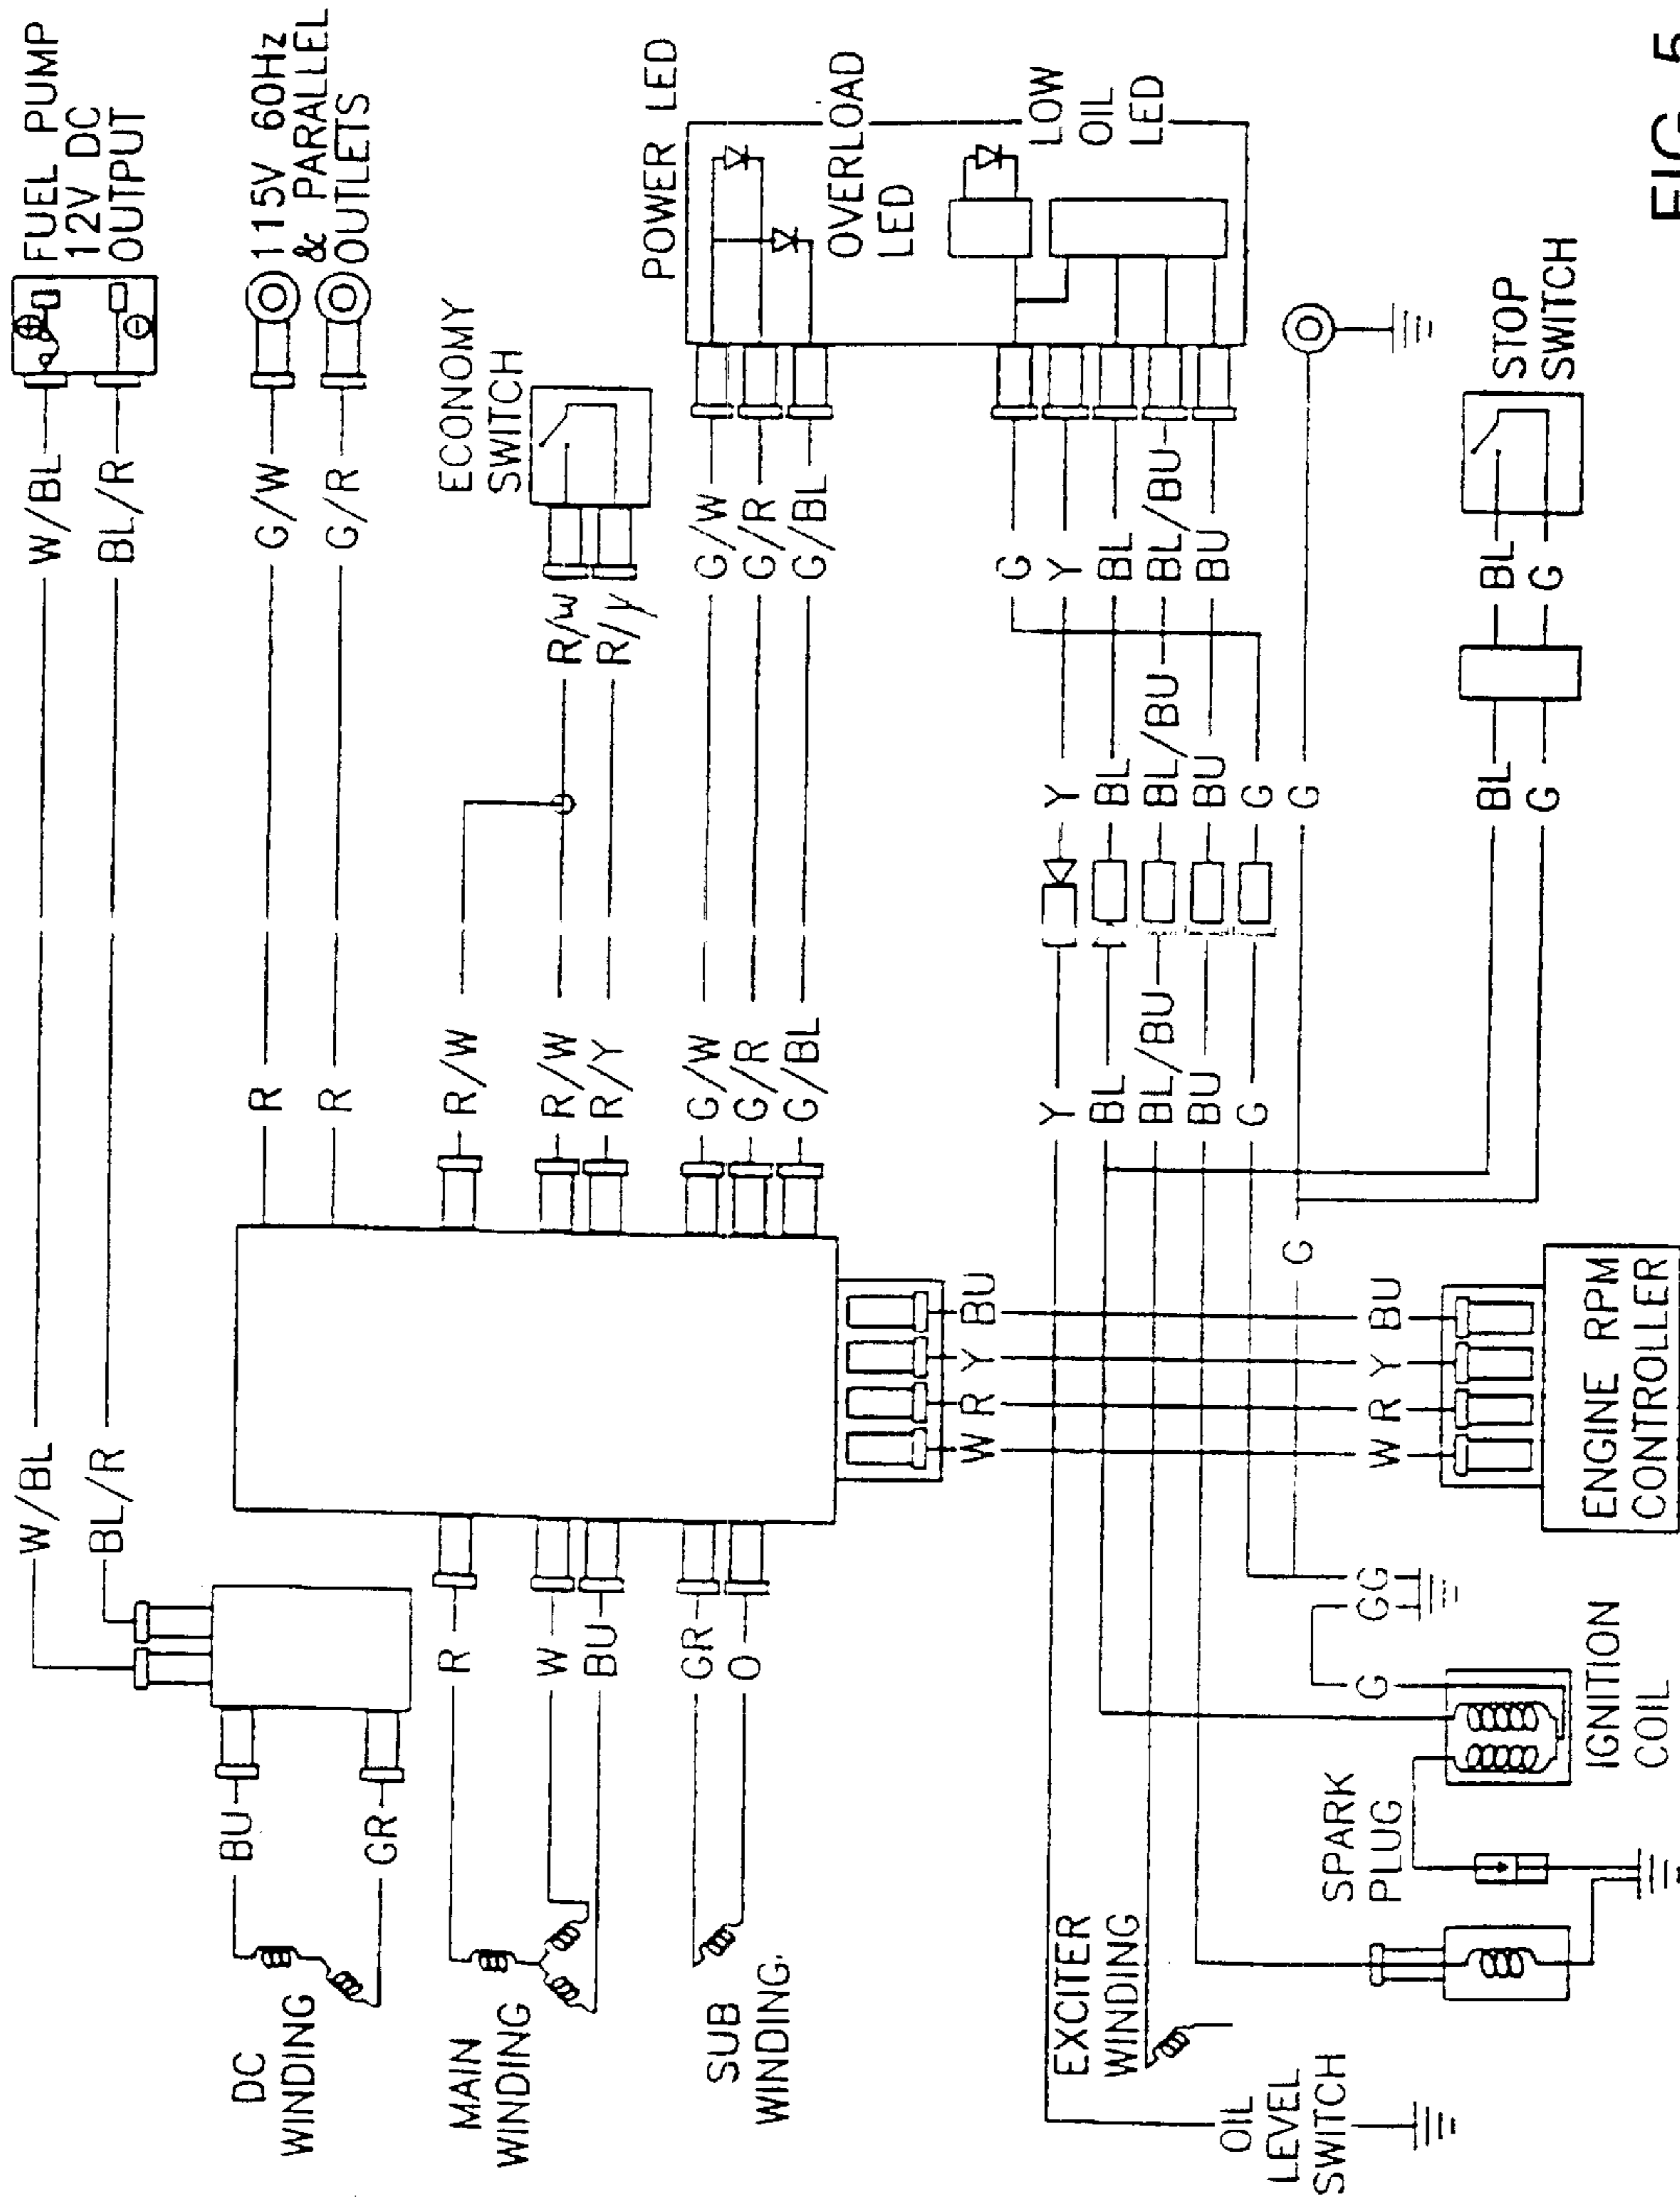 FUEL PUMP
12V DC
OUTPUT
W/BL
BL/R
W/BL
BL/R
115V 60Hz
& PARALLEL
OUTLETS
G/W
G/R
R
R
BU
GR
DC
WINDING
ECONOMY
SWITCH
R/w
R/y
R/W
R/W
R/Y
R
W
BU
MAIN
WINDING
POWER LED
OVERLOAD
LED
G/W
G/R
G/BL
G/W
G/R
G/BL
GR
O
SUB
WINDING
LOW
OIL
LED
G
Y
BL
BL/BU
BU
Y
BL
BL/BU
BU
G
G
Y
BL
BL/BU
BU
G
G
BU
Y
R
W
BU
Y
R
W
STOP
SWITCH
BL
G
BL
G
ENGINE RPM
CONTROLLER
G
G
G
IGNITION
COIL
SPARK
PLUG
EXCITER
WINDING
OIL
LEVEL
SWITCH
FIG. 5